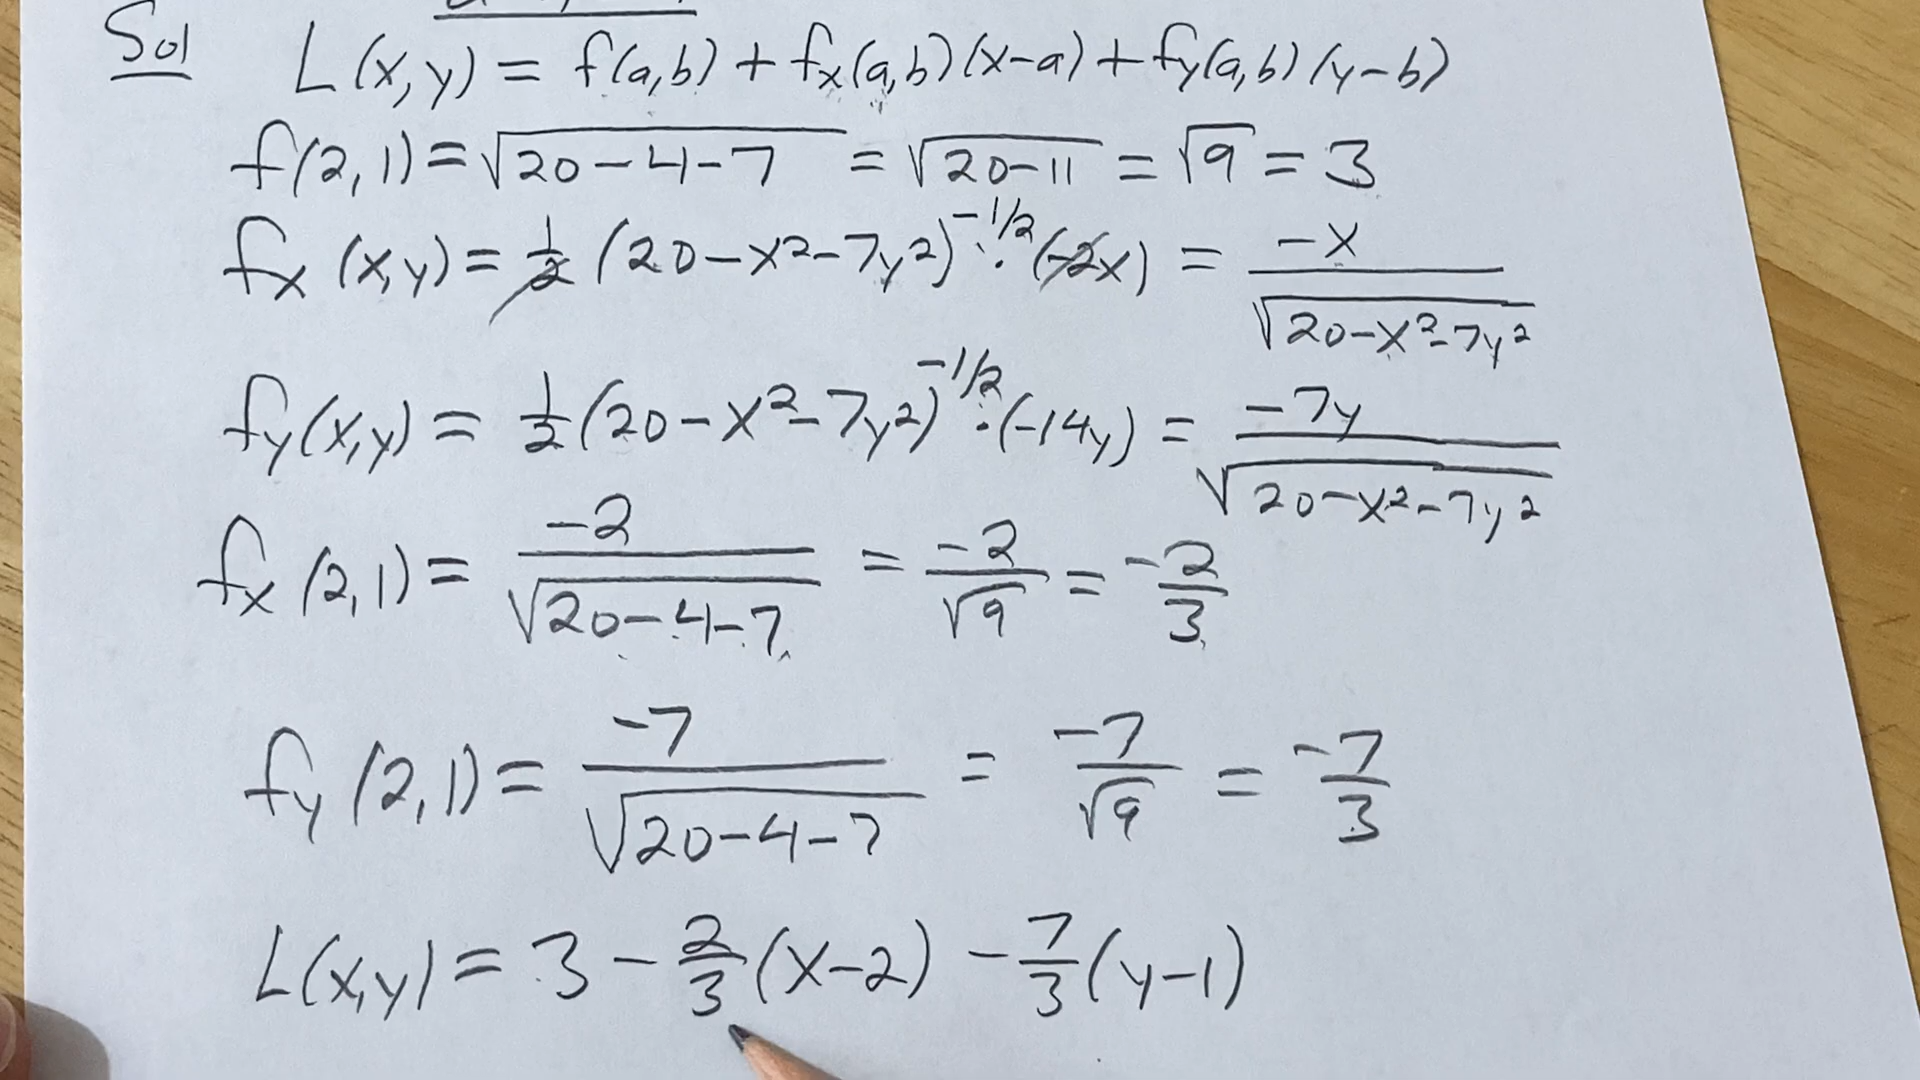 Sol L(x,y) = f(a,b) + fx(a,b)(x-a) + fy(a,b)(y-b)
f(2,1) = √(20-4-7) = √(20-11) = √9 = 3
fx(x,y) = 1/2 (20-x²-7y²)^(-1/2) · (-2x) = -x/√(20-x²-7y²)
fy(x,y) = 1/2 (20-x²-7y²)^(-1/2) · (-14y) = -7y/√(20-x²-7y²)
fx(2,1) = -2/√(20-4-7) = -2/√9 = -2/3
fy(2,1) = -7/√(20-4-7) = -7/√9 = -7/3
L(x,y) = 3 - 2/3 (x-2) - 7/3 (y-1)